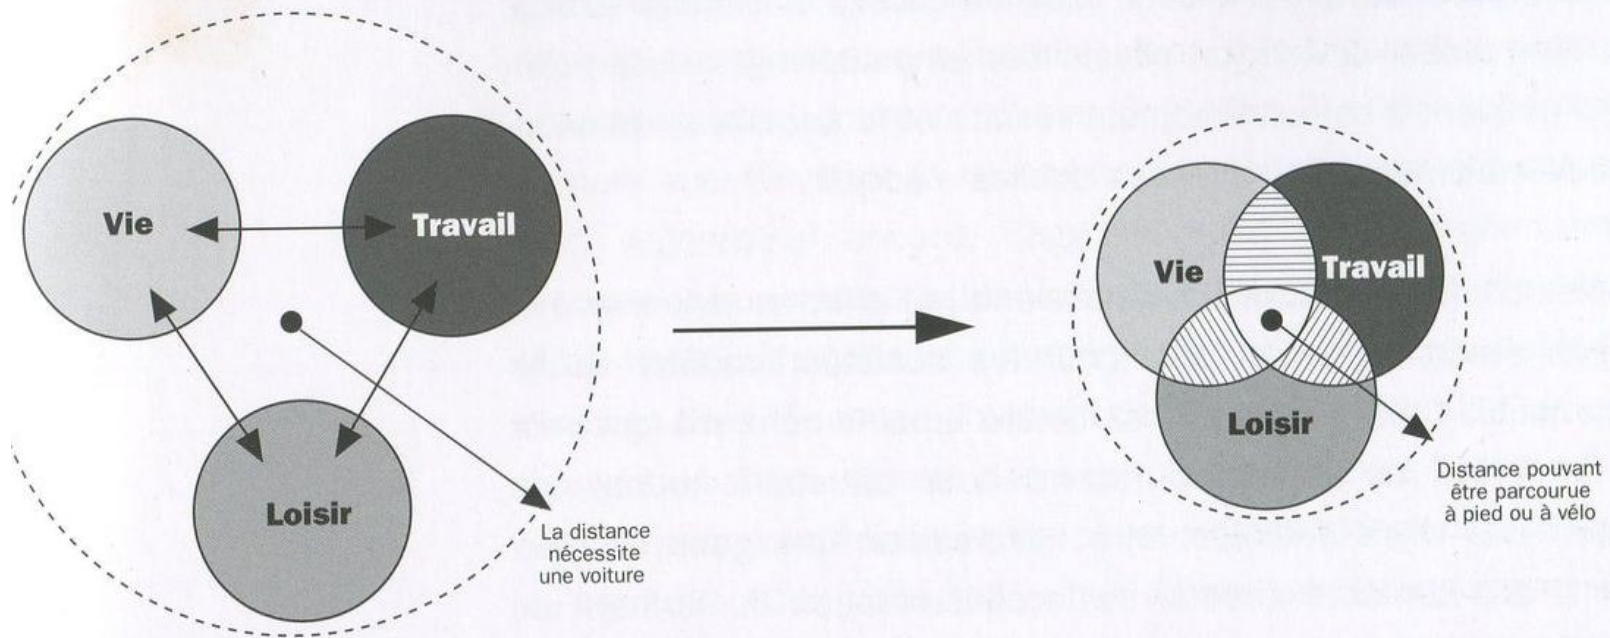 Vie
Travail
Loisir
La distance
nécessite
une voiture
Vie
Travail
Loisir
Distance pouvant
être parcourue
à pied ou à vélo